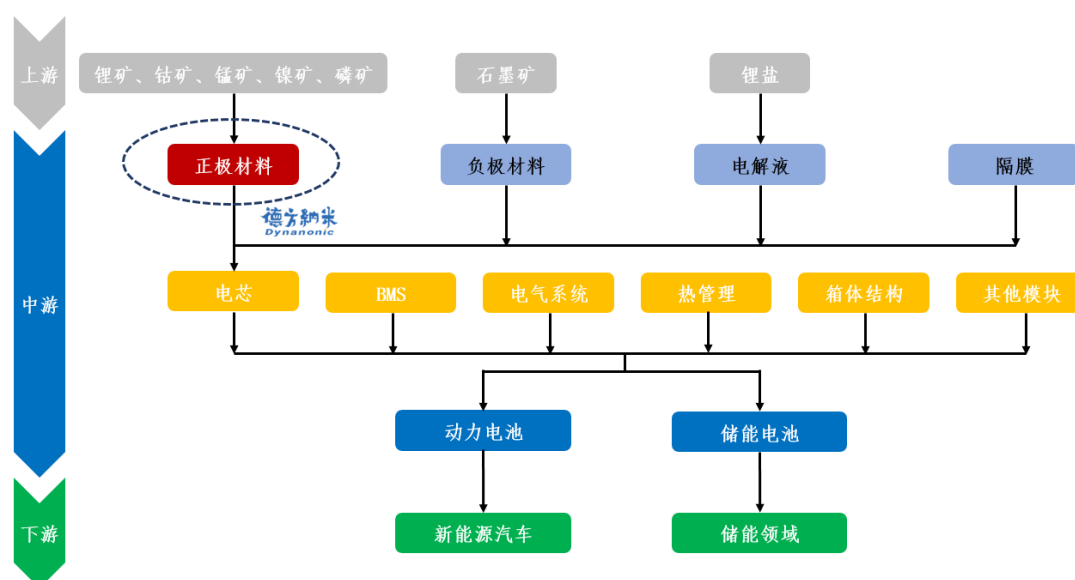 上游
锂矿、钴矿、锰矿、镍矿、磷矿
石墨矿
锂盐
正极材料
负极材料
电解液
隔膜
德方納米
Dynanonic
中游
电芯
BMS
电气系统
热管理
箱体结构
其他模块
动力电池
储能电池
下游
新能源汽车
储能领域